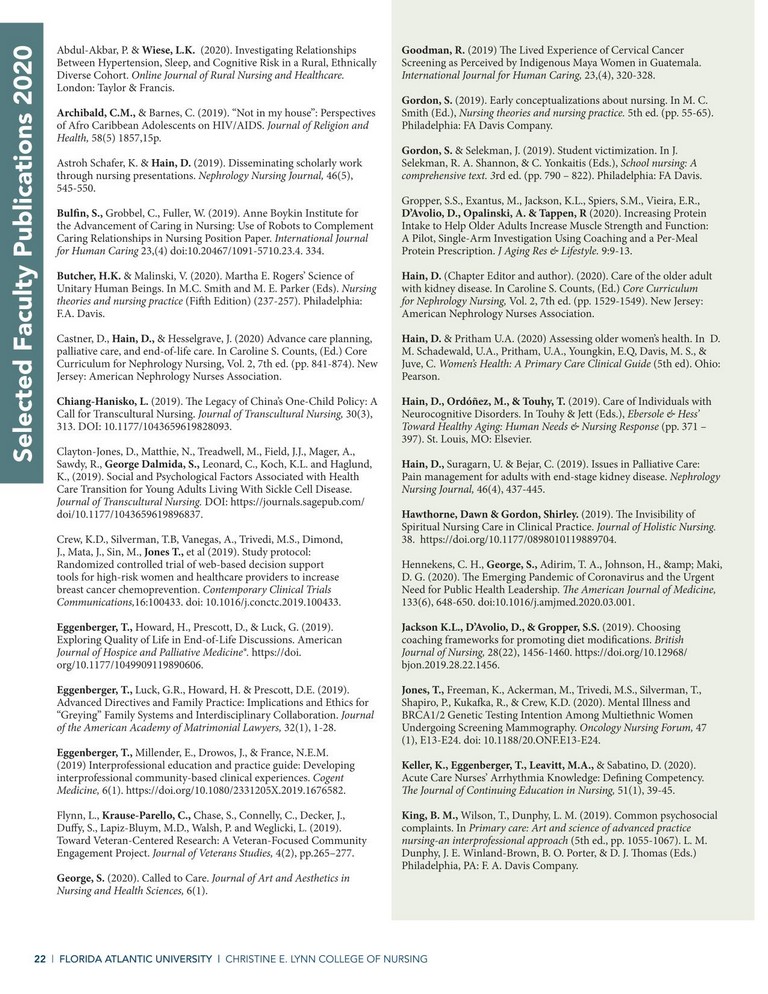 Selected Faculty Publications 2020
Abdul-Akbar, P. & Wiese, L.K.  (2020). Investigating Relationships
Between Hypertension, Sleep, and Cognitive Risk in a Rural, Ethnically
Diverse Cohort. Online Journal of Rural Nursing and Healthcare.
London: Taylor & Francis.
Archibald, C.M., & Barnes, C. (2019). “Not in my house”: Perspectives
of Afro Caribbean Adolescents on HIV/AIDS. Journal of Religion and
Health, 58(5) 1857,15p.
Astroh Schafer, K. & Hain, D. (2019). Disseminating scholarly work
through nursing presentations. Nephrology Nursing Journal, 46(5),
545-550.
Bulfin, S., Grobbel, C., Fuller, W. (2019). Anne Boykin Institute for
the Advancement of Caring in Nursing: Use of Robots to Complement
Caring Relationships in Nursing Position Paper. International Journal
for Human Caring 23,(4) doi:10.20467/1091-5710.23.4. 334.
Butcher, H.K. & Malinski, V. (2020). Martha E. Rogers’ Science of
Unitary Human Beings. In M.C. Smith and M. E. Parker (Eds). Nursing
theories and nursing practice (Fifth Edition) (237-257). Philadelphia:
F.A. Davis.
Castner, D., Hain, D., & Hesselgrave, J. (2020) Advance care planning,
palliative care, and end-of-life care. In Caroline S. Counts, (Ed.) Core
Curriculum for Nephrology Nursing, Vol. 2, 7th ed. (pp. 841-874). New
Jersey: American Nephrology Nurses Association.
Chiang-Hanisko, L. (2019). The Legacy of China’s One-Child Policy: A
Call for Transcultural Nursing. Journal of Transcultural Nursing, 30(3),
313. DOI: 10.1177/1043659619828093.
Clayton-Jones, D., Matthie, N., Treadwell, M., Field, J.J., Mager, A.,
Sawdy, R., George Dalmida, S., Leonard, C., Koch, K.L. and Haglund,
K., (2019). Social and Psychological Factors Associated with Health
Care Transition for Young Adults Living With Sickle Cell Disease.
Journal of Transcultural Nursing. DOI: https://journals.sagepub.com/
doi/10.1177/1043659619896837.
Crew, K.D., Silverman, T.B, Vanegas, A., Trivedi, M.S., Dimond,
J., Mata, J., Sin, M., Jones T., et al (2019). Study protocol:
Randomized controlled trial of web-based decision support
tools for high-risk women and healthcare providers to increase
breast cancer chemoprevention. Contemporary Clinical Trials
Communications,16:100433. doi: 10.1016/j.conctc.2019.100433.
Eggenberger, T., Howard, H., Prescott, D., & Luck, G. (2019).
Exploring Quality of Life in End-of-Life Discussions. American
Journal of Hospice and Palliative Medicine®. https://doi.
org/10.1177/1049909119890606.
Eggenberger, T., Luck, G.R., Howard, H. & Prescott, D.E. (2019).
Advanced Directives and Family Practice: Implications and Ethics for
“Greying” Family Systems and Interdisciplinary Collaboration. Journal
of the American Academy of Matrimonial Lawyers, 32(1), 1-28.
Eggenberger, T., Millender, E., Drowos, J., & France, N.E.M.
(2019) Interprofessional education and practice guide: Developing
interprofessional community-based clinical experiences. Cogent
Medicine, 6(1). https://doi.org/10.1080/2331205X.2019.1676582.
Flynn, L., Krause-Parello, C., Chase, S., Connelly, C., Decker, J.,
Duffy, S., Lapiz-Bluym, M.D., Walsh, P. and Weglicki, L. (2019).
Toward Veteran-Centered Research: A Veteran-Focused Community
Engagement Project. Journal of Veterans Studies, 4(2), pp.265–277.
George, S. (2020). Called to Care. Journal of Art and Aesthetics in
Nursing and Health Sciences, 6(1).
Goodman, R. (2019) The Lived Experience of Cervical Cancer
Screening as Perceived by Indigenous Maya Women in Guatemala.
International Journal for Human Caring, 23,(4), 320-328.
Gordon, S. (2019). Early conceptualizations about nursing. In M. C.
Smith (Ed.), Nursing theories and nursing practice. 5th ed. (pp. 55-65).
Philadelphia: FA Davis Company.
Gordon, S. & Selekman, J. (2019). Student victimization. In J.
Selekman, R. A. Shannon, & C. Yonkaitis (Eds.), School nursing: A
comprehensive text. 3rd ed. (pp. 790 – 822). Philadelphia: FA Davis.
Gropper, S.S., Exantus, M., Jackson, K.L., Spiers, S.M., Vieira, E.R.,
D’Avolio, D., Opalinski, A. & Tappen, R (2020). Increasing Protein
Intake to Help Older Adults Increase Muscle Strength and Function:
A Pilot, Single-Arm Investigation Using Coaching and a Per-Meal
Protein Prescription. J Aging Res & Lifestyle. 9:9-13.
Hain, D. (Chapter Editor and author). (2020). Care of the older adult
with kidney disease. In Caroline S. Counts, (Ed.) Core Curriculum
for Nephrology Nursing, Vol. 2, 7th ed. (pp. 1529-1549). New Jersey:
American Nephrology Nurses Association.
Hain, D. & Pritham U.A. (2020) Assessing older women’s health. In  D.
M. Schadewald, U.A., Pritham, U.A., Youngkin, E.Q, Davis, M. S., &
Juve, C. Women’s Health: A Primary Care Clinical Guide (5th ed). Ohio:
Pearson.
Hain, D., Ordóñez, M., & Touhy, T. (2019). Care of Individuals with
Neurocognitive Disorders. In Touhy & Jett (Eds.), Ebersole & Hess’
Toward Healthy Aging: Human Needs & Nursing Response (pp. 371 –
397). St. Louis, MO: Elsevier.
Hain, D., Suragarn, U. & Bejar, C. (2019). Issues in Palliative Care:
Pain management for adults with end-stage kidney disease. Nephrology
Nursing Journal, 46(4), 437-445.
Hawthorne, Dawn & Gordon, Shirley. (2019). The Invisibility of
Spiritual Nursing Care in Clinical Practice. Journal of Holistic Nursing.
38. https://doi.org/10.1177/0898010119889704.
Hennekens, C. H., George, S., Adirim, T. A., Johnson, H., &amp; Maki,
D. G. (2020). The Emerging Pandemic of Coronavirus and the Urgent
Need for Public Health Leadership. The American Journal of Medicine,
133(6), 648-650. doi:10.1016/j.amjmed.2020.03.001.
Jackson K.L., D’Avolio, D., & Gropper, S.S. (2019). Choosing
coaching frameworks for promoting diet modifications. British
Journal of Nursing, 28(22), 1456-1460. https://doi.org/10.12968/
bjon.2019.28.22.1456.
Jones, T., Freeman, K., Ackerman, M., Trivedi, M.S., Silverman, T.,
Shapiro, P., Kukafka, R., & Crew, K.D. (2020). Mental Illness and
BRCA1/2 Genetic Testing Intention Among Multiethnic Women
Undergoing Screening Mammography. Oncology Nursing Forum, 47
(1), E13-E24. doi: 10.1188/20.ONF.E13-E24.
Keller, K., Eggenberger, T., Leavitt, M.A., & Sabatino, D. (2020).
Acute Care Nurses’ Arrhythmia Knowledge: Defining Competency.
The Journal of Continuing Education in Nursing, 51(1), 39-45.
King, B. M., Wilson, T., Dunphy, L. M. (2019). Common psychosocial
complaints. In Primary care: Art and science of advanced practice
nursing-an interprofessional approach (5th ed., pp. 1055-1067). L. M.
Dunphy, J. E. Winland-Brown, B. O. Porter, & D. J. Thomas (Eds.)
Philadelphia, PA: F. A. Davis Company.
22 | FLORIDA ATLANTIC UNIVERSITY | CHRISTINE E. LYNN COLLEGE OF NURSING